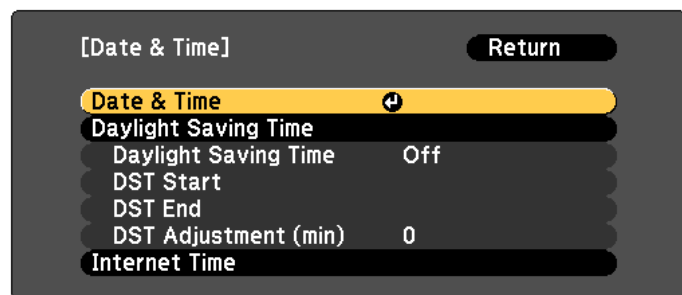 [Date & Time] Return
Date & Time
Daylight Saving Time
Daylight Saving Time Off
DST Start
DST End
DST Adjustment (min) 0
Internet Time